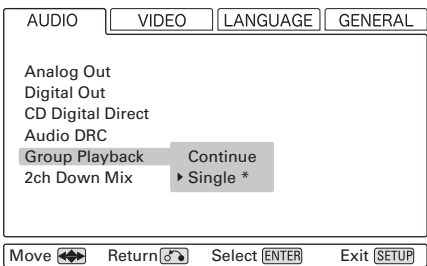 AUDIO VIDEO LANGUAGE GENERAL
Analog Out
Digital Out
CD Digital Direct
Audio DRC
Group Playback Continue
2ch Down Mix Single *
Move Return Select ENTER Exit SETUP